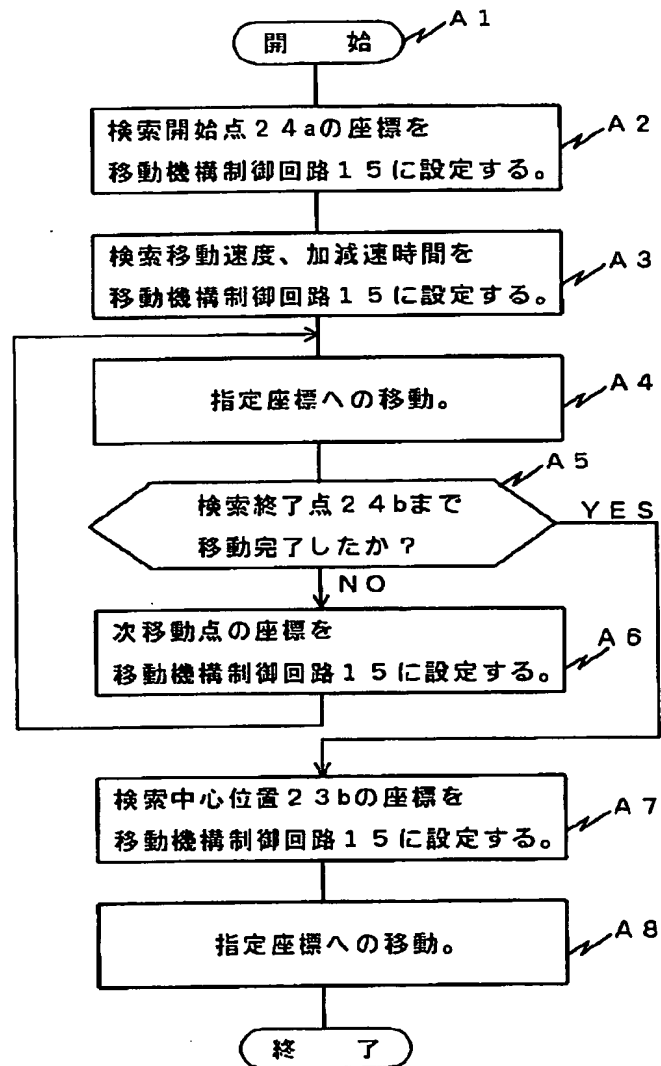 開 始
A1
検索開始点24aの座標を
移動機構制御回路15に設定する。
A2
検索移動速度、加減速時間を
移動機構制御回路15に設定する。
A3
指定座標への移動。
A4
A5
検索終了点24bまで
移動完了したか？
YES
NO
次移動点の座標を
移動機構制御回路15に設定する。
A6
検索中心位置23bの座標を
移動機構制御回路15に設定する。
A7
指定座標への移動。
A8
終 了